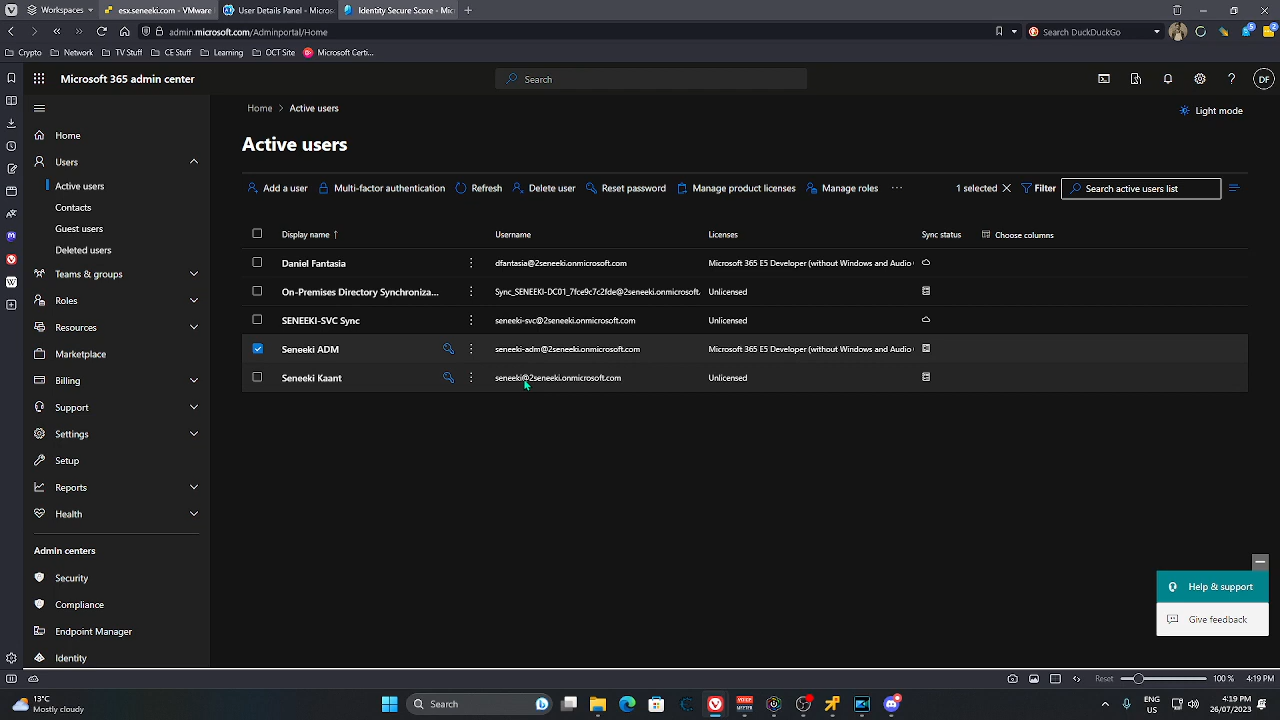 Workspaces
esx.seneeki.com - VMware
User Details Panel - Micros
Identity Secure Score - Mic
admin.microsoft.com/Adminportal/Home
Search DuckDuckGo
5
2
Crypto
Network
TV Stuff
CE Stuff
Learning
OCT Site
Microsoft Certi...
Microsoft 365 admin center
Search
DF
Home
Active users
Light mode
Home
Users
Active users
Contacts
Guest users
Deleted users
Teams & groups
Roles
Resources
Marketplace
Billing
Support
Settings
Setup
Reports
Health
Admin centers
Security
Compliance
Endpoint Manager
Identity
Active users
Add a user
Multi-factor authentication
Refresh
Delete user
Reset password
Manage product licenses
Manage roles
...
1 selected
Filter
Search active users list
Display name ↑
Username
Licenses
Sync status
Choose columns
Daniel Fantasia
dfantasia@2seneeki.onmicrosoft.com
Microsoft 365 E5 Developer (without Windows and Audio
On-Premises Directory Synchroniza...
Sync_SENEEKI-DC01_7fce9c7c2fde@2seneeki.onmicrosoft.
Unlicensed
SENEEKI-SVC Sync
seneeki-svc@2seneeki.onmicrosoft.com
Unlicensed
Seneeki ADM
seneeki-adm@2seneeki.onmicrosoft.com
Microsoft 365 E5 Developer (without Windows and Audio
Seneeki Kaant
seneeki@2seneeki.onmicrosoft.com
Unlicensed
Help & support
Give feedback
Reset
100 %
4:19 PM
13°C
Mostly cloudy
Search
ENG
US
4:19 PM
26/07/2023